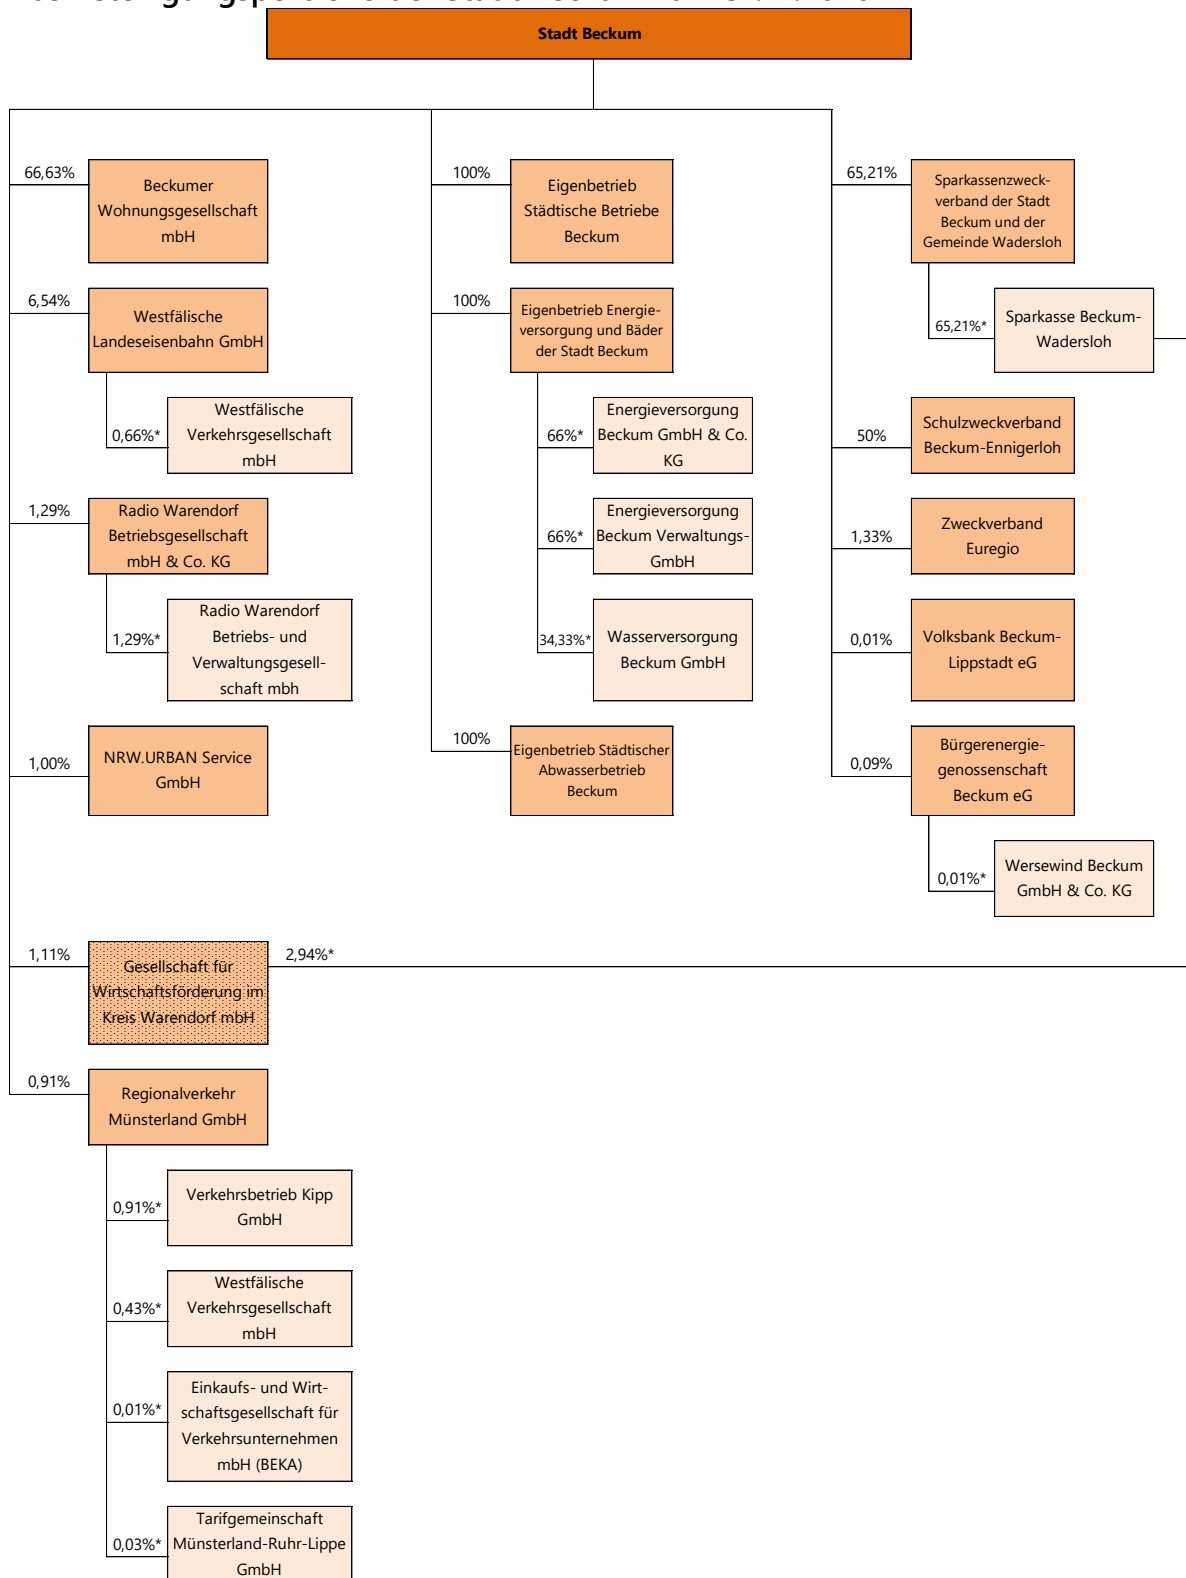 Stadt Beckum
66,63%
Beckumer
Wohnungsgesellschaft
mbH
6,54%
Westfälische
Landeseisenbahn GmbH
0,66%*
Westfälische
Verkehrsgesellschaft
mbH
1,29%
Radio Warendorf
Betriebsgesellschaft
mbH & Co. KG
1,29%*
Radio Warendorf
Betriebs- und
Verwaltungsgesell-
schaft mbh
1,00%
NRW.URBAN Service
GmbH
1,11%
Gesellschaft für
Wirtschaftsförderung im
Kreis Warendorf mbH
2,94%*
0,91%
Regionalverkehr
Münsterland GmbH
0,91%*
Verkehrsbetrieb Kipp
GmbH
0,43%*
Westfälische
Verkehrsgesellschaft
mbH
0,01%*
Einkaufs- und Wirt-
schaftsgesellschaft für
Verkehrsunternehmen
mbH (BEKA)
0,03%*
Tarifgemeinschaft
Münsterland-Ruhr-Lippe
GmbH
100%
Eigenbetrieb
Städtische Betriebe
Beckum
100%
Eigenbetrieb Energie-
versorgung und Bäder
der Stadt Beckum
66%*
Energieversorgung
Beckum GmbH & Co.
KG
66%*
Energieversorgung
Beckum Verwaltungs-
GmbH
34,33%*
Wasserversorgung
Beckum GmbH
100%
Eigenbetrieb Städtischer
Abwasserbetrieb
Beckum
65,21%
Sparkassenzweck-
verband der Stadt
Beckum und der
Gemeinde Wadersloh
65,21%*
Sparkasse Beckum-
Wadersloh
50%
Schulzweckverband
Beckum-Ennigerloh
1,33%
Zweckverband
Euregio
0,01%
Volksbank Beckum-
Lippstadt eG
0,09%
Bürgerenergie-
genossenschaft
Beckum eG
0,01%*
Wersewind Beckum
GmbH & Co. KG